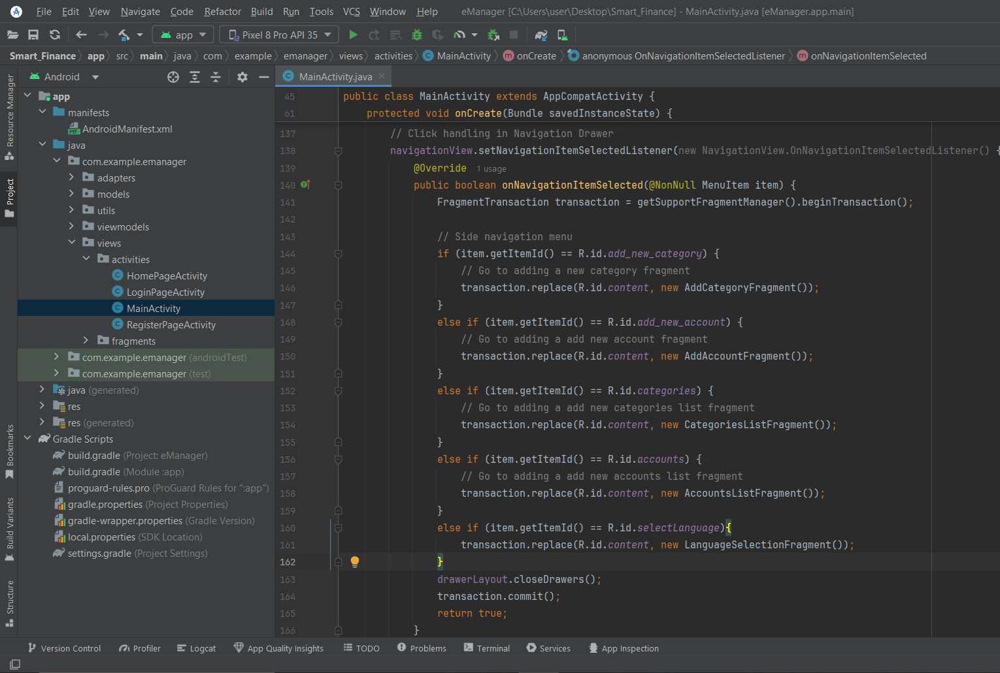 File Edit View Navigate Code Refactor Build Run Tools VCS Window Help eManager [C:\Users\user\Desktop\Smart_Finance] - MainActivity.java [eManager.app.main]
app Pixel 8 Pro API 35
Smart_Finance app src main java com example emanager views activities MainActivity onCreate anonymous OnNavigationItemSelectedListener onNavigationItemSelected
Android
MainActivity.java
Resource Manager
Project
Bookmarks
Build Variants
Structure
app
manifests
AndroidManifest.xml
java
com.example.emanager
adapters
models
utils
viewmodels
views
activities
HomePageActivity
LoginPageActivity
MainActivity
RegisterPageActivity
fragments
com.example.emanager (androidTest)
com.example.emanager (test)
java (generated)
res
res (generated)
Gradle Scripts
build.gradle (Project: eManager)
build.gradle (Module :app)
proguard-rules.pro (ProGuard Rules for ":app")
gradle.properties (Project Properties)
gradle-wrapper.properties (Gradle Version)
local.properties (SDK Location)
settings.gradle (Project Settings)
45 public class MainActivity extends AppCompatActivity {
61 protected void onCreate(Bundle savedInstanceState) {
137 // Click handling in Navigation Drawer
138 navigationView.setNavigationItemSelectedListener(new NavigationView.OnNavigationItemSelectedListener() {
139 @Override 1 usage
140 public boolean onNavigationItemSelected(@NonNull MenuItem item) {
141 FragmentTransaction transaction = getSupportFragmentManager().beginTransaction();
142
143 // Side navigation menu
144 if (item.getItemId() == R.id.add_new_category) {
145 // Go to adding a new category fragment
146 transaction.replace(R.id.content, new AddCategoryFragment());
147 }
148 else if (item.getItemId() == R.id.add_new_account) {
149 // Go to adding a add new account fragment
150 transaction.replace(R.id.content, new AddAccountFragment());
151 }
152 else if (item.getItemId() == R.id.categories) {
153 // Go to adding a add new categories list fragment
154 transaction.replace(R.id.content, new CategoriesListFragment());
155 }
156 else if (item.getItemId() == R.id.accounts) {
157 // Go to adding a add new accounts list fragment
158 transaction.replace(R.id.content, new AccountsListFragment());
159 }
160 else if (item.getItemId() == R.id.selectLanguage){
161 transaction.replace(R.id.content, new LanguageSelectionFragment());
162 }
163 drawerLayout.closeDrawers();
164 transaction.commit();
165 return true;
166 }
Version Control Profiler Logcat App Quality Insights TODO Problems Terminal Services App Inspection